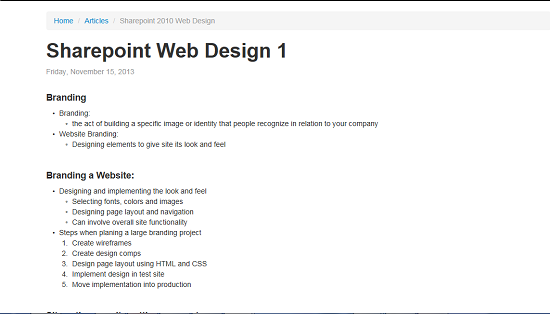 Home / Articles / Sharepoint 2010 Web Design
Sharepoint Web Design 1
Friday, November 15, 2013
Branding
• Branding:
• the act of building a specific image or identity that people recognize in relation to your company
• Website Branding:
• Designing elements to give site its look and feel
Branding a Website:
• Designing and implementing the look and feel
• Selecting fonts, colors and images
• Designing page layout and navigation
• Can involve overall site functionality
• Steps when planing a large branding project
1. Create wireframes
2. Create design comps
3. Design page layout using HTML and CSS
4. Implement design in test site
5. Move implementation into production